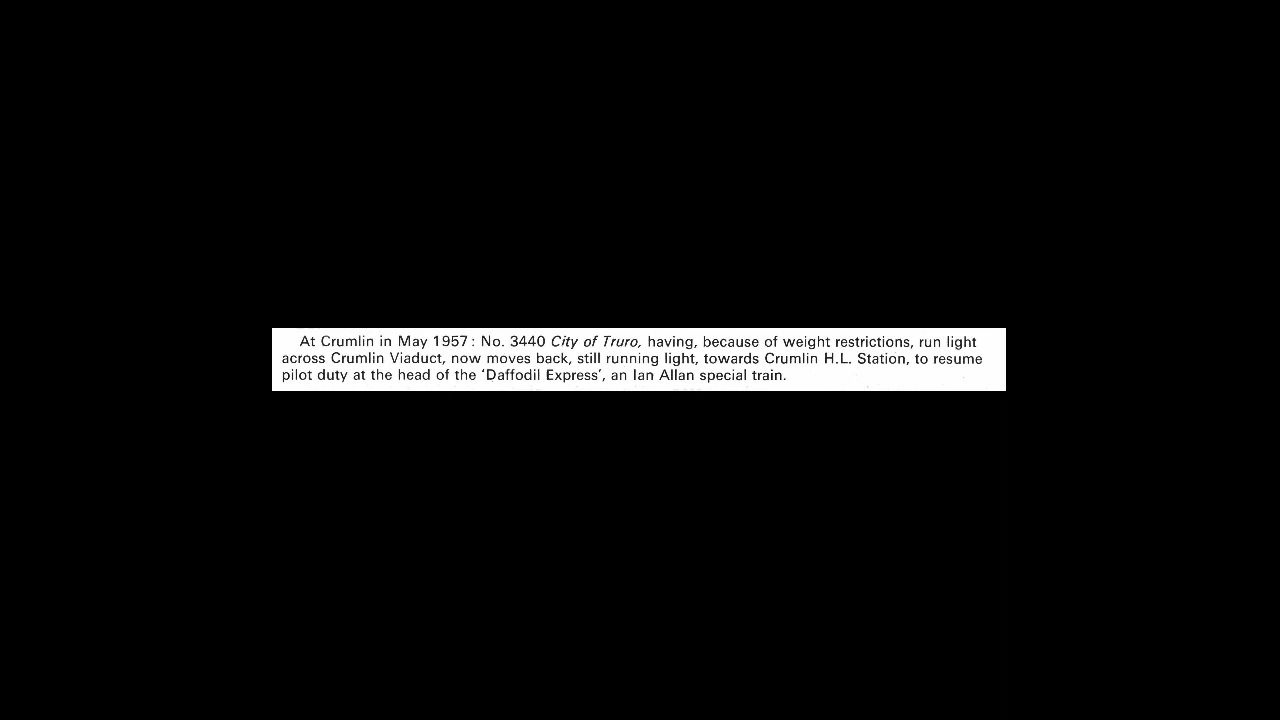 At Crumlin in May 1957: No. 3440 City of Truro, having, because of weight restrictions, run light
across Crumlin Viaduct, now moves back, still running light, towards Crumlin H.L. Station, to resume
pilot duty at the head of the ‘Daffodil Express’, an Ian Allan special train.